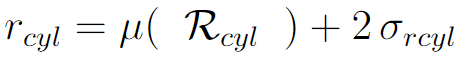 r_{cyl} = μ( ℛ_{cyl} ) + 2 σ_{rcyl}